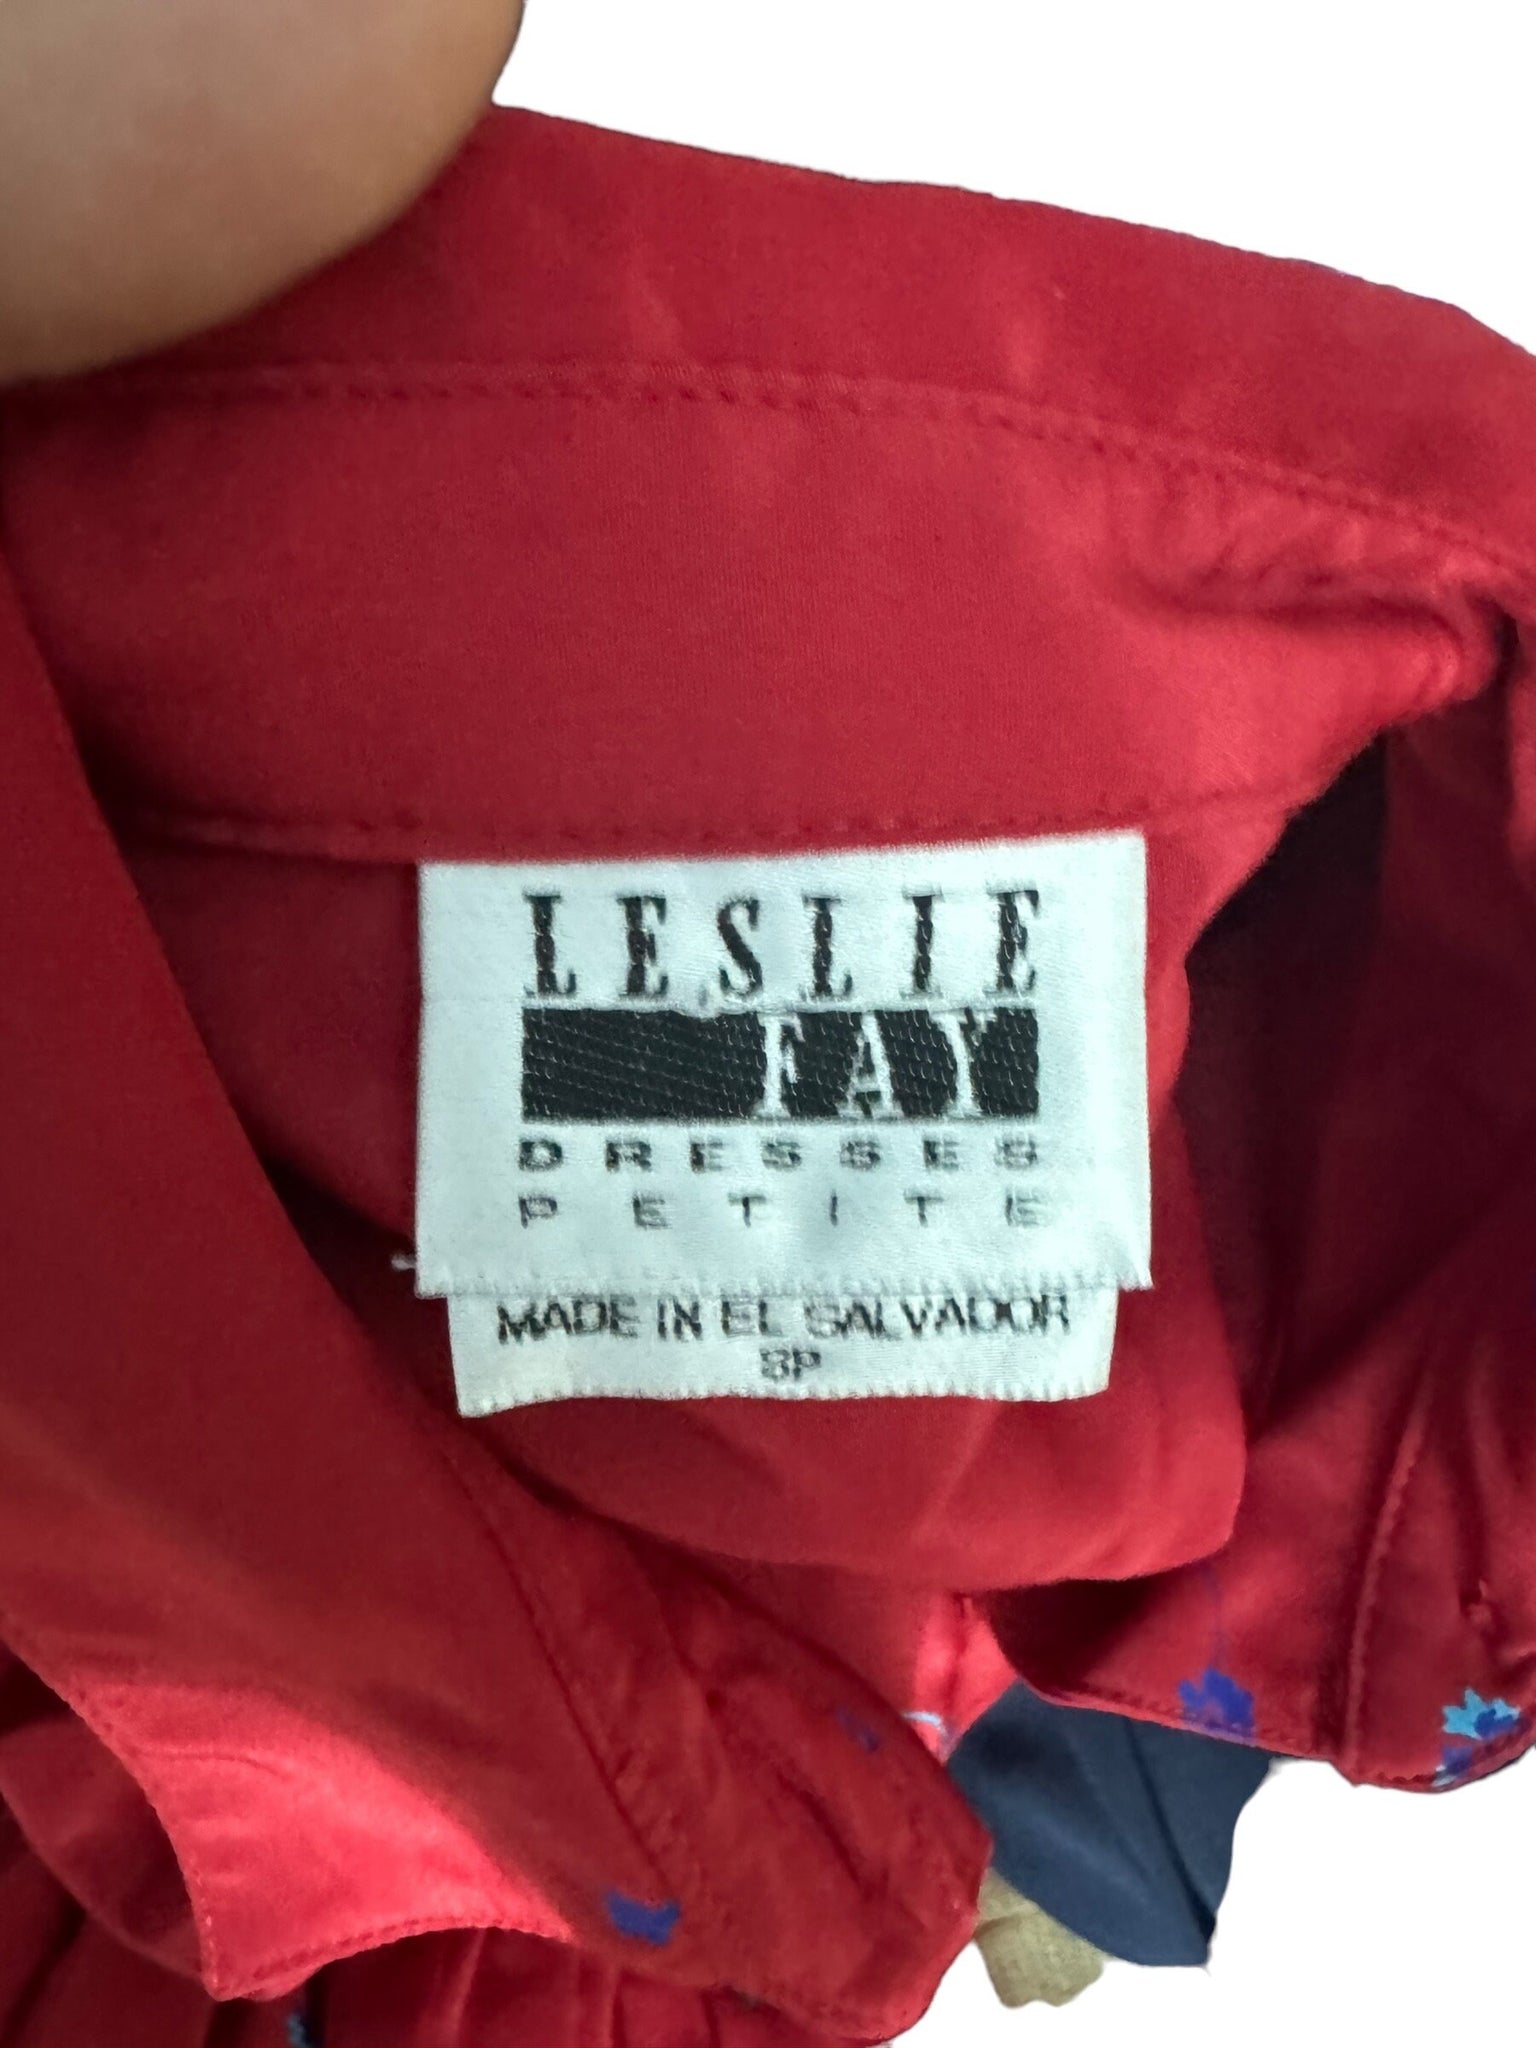 LESLIE
FAY
DRESSES
PETITE
MADE IN EL SALVADOR
8P